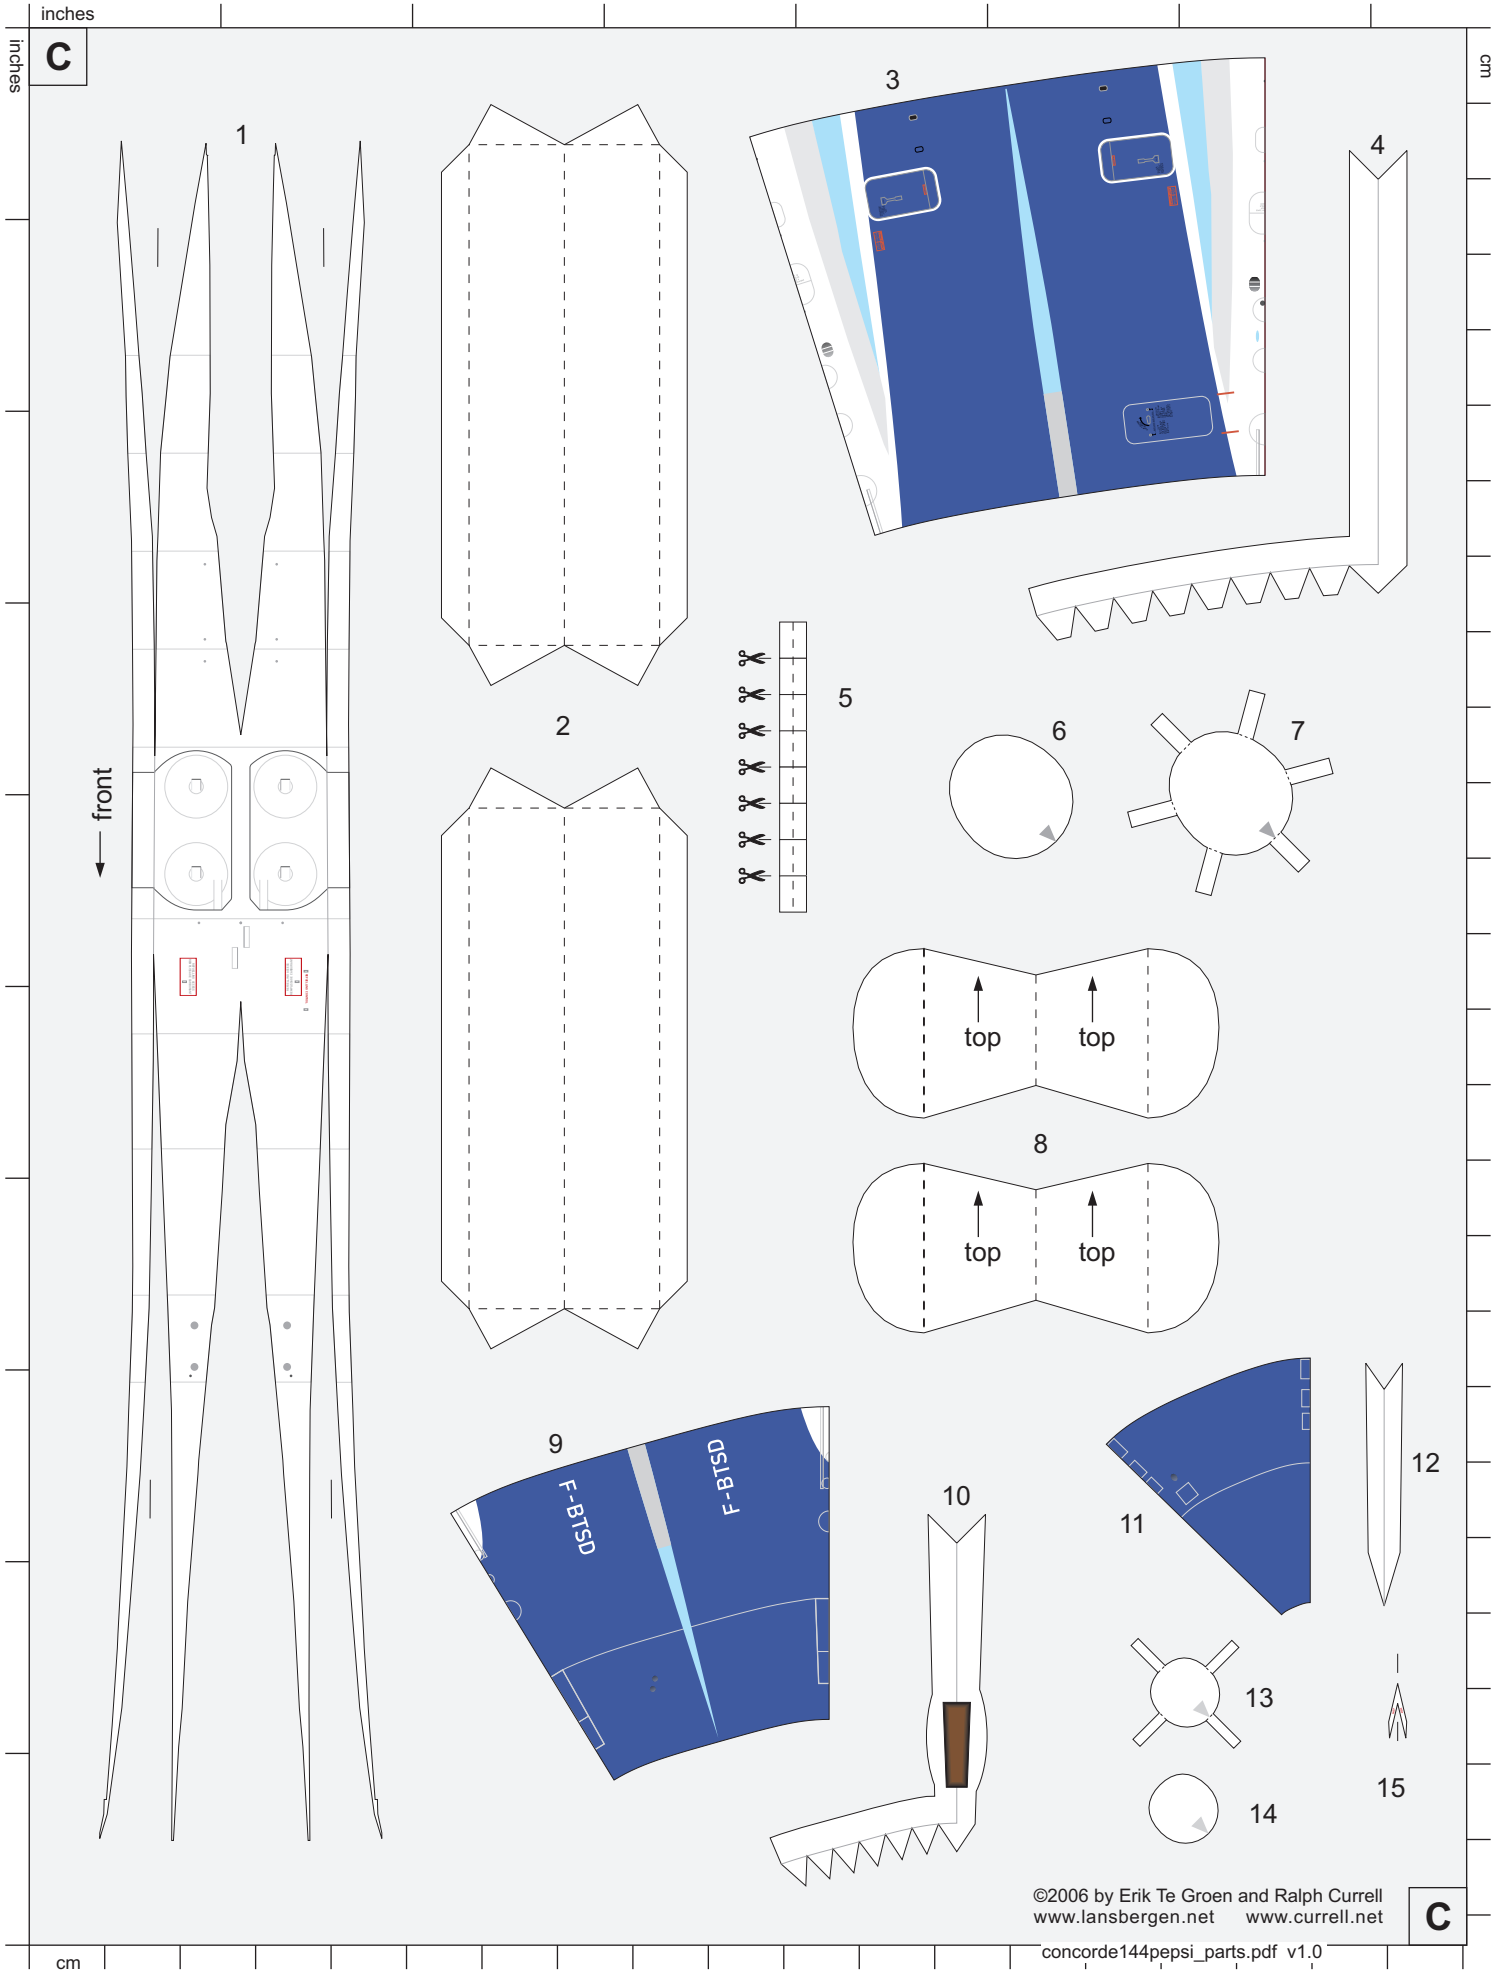 inches
inches
C
cm
1
3
4
2
5
6
7
front
top
top
8
top
top
9
F-BTSD
F-BTSD
10
11
12
13
14
15
©2006 by Erik Te Groen and Ralph Currell
www.lansbergen.net www.currell.net
C
concorde144pepsi_parts.pdf v1.0
cm